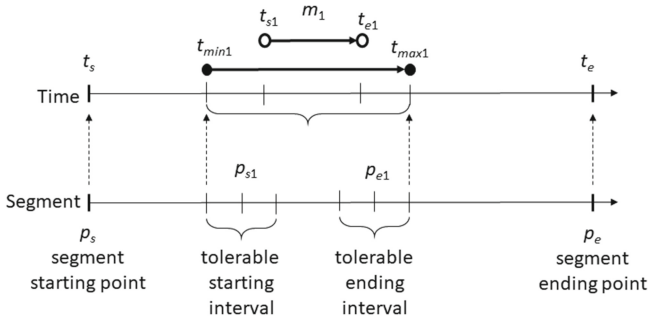 t_s1 m_1 t_e1
t_s t_min1 t_max1 t_e
Time
p_s1 p_e1
Segment
p_s p_e
segment tolerable tolerable segment
starting point starting ending ending point
interval interval